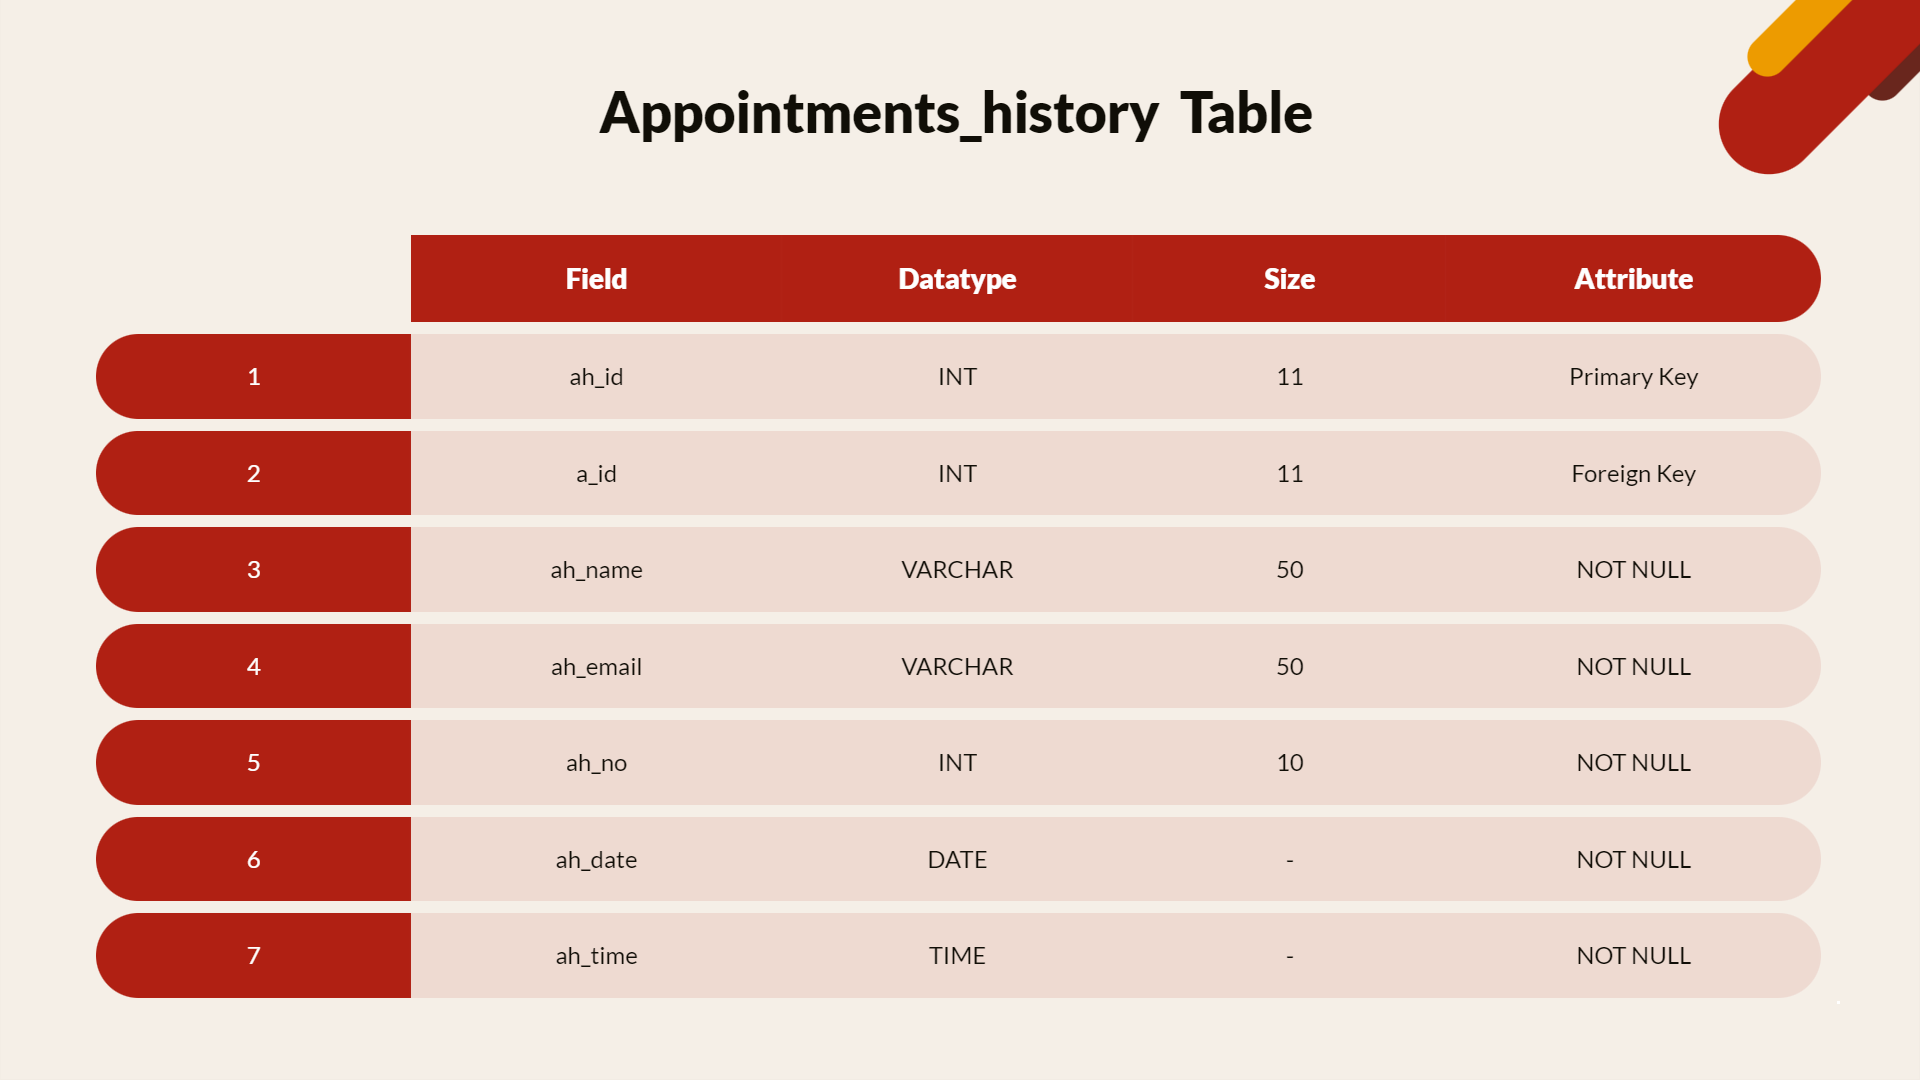 Appointments_history Table
Field Datatype Size Attribute
1 ah_id INT 11 Primary Key
2 a_id INT 11 Foreign Key
3 ah_name VARCHAR 50 NOT NULL
4 ah_email VARCHAR 50 NOT NULL
5 ah_no INT 10 NOT NULL
6 ah_date DATE - NOT NULL
7 ah_time TIME - NOT NULL